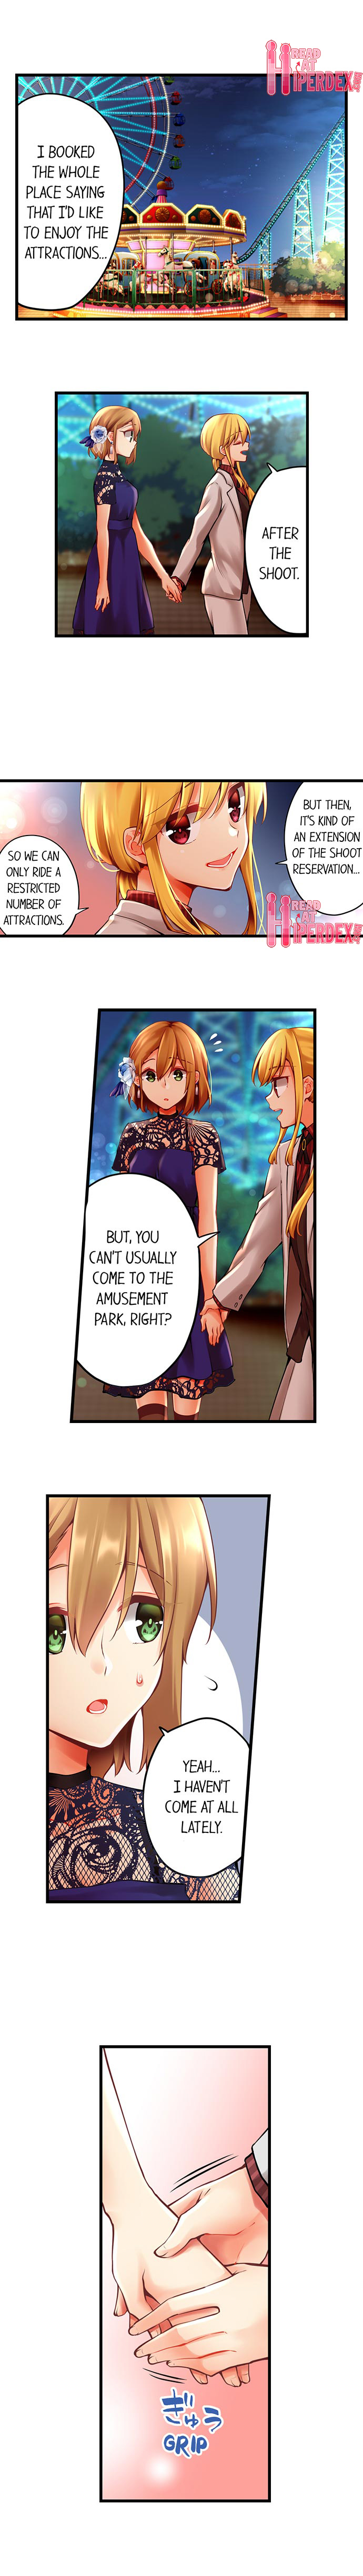 READ
AT
HIPERDEX
I BOOKED
THE WHOLE
PLACE SAYING
THAT I'D LIKE
TO ENJOY THE
ATTRACTIONS...
AFTER
THE
SHOOT.
BUT THEN,
IT'S KIND OF
AN EXTENSION
OF THE SHOOT
RESERVATION...
SO WE CAN
ONLY RIDE A
RESTRICTED
NUMBER OF
ATTRACTIONS.
READ
AT
HIPERDEX
BUT, YOU
CAN'T USUALLY
COME TO THE
AMUSEMENT
PARK, RIGHT?
YEAH...
I HAVEN'T
COME AT ALL
LATELY.
ぎゅう
GRIP